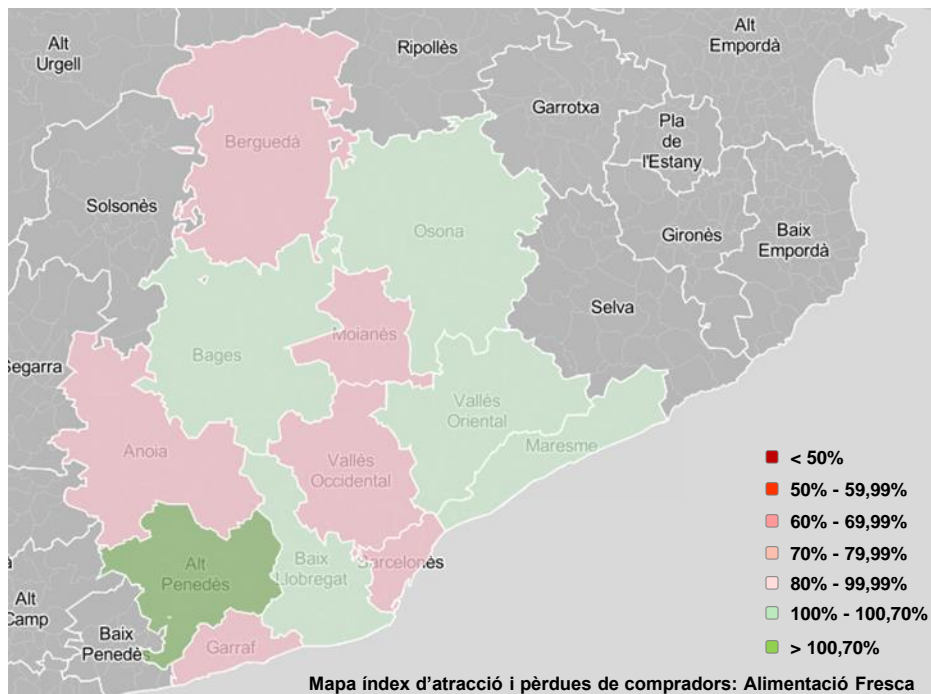 Alt
Urgell
Ripollès
Alt
Empordà
Garrotxa
Pla
de
l'Estany
Berguedà
Solsonès
Osona
Gironès
Baix
Empordà
Selva
Moianès
Bages
Segarra
Vallès
Oriental
Maresme
Anoia
Vallès
Occidental
Alt
Penedès
Baix
Llobregat
Barcelonès
Alt
Camp
Baix
Penedès
Garraf
< 50%
50% - 59,99%
60% - 69,99%
70% - 79,99%
80% - 99,99%
100% - 100,70%
> 100,70%
Mapa índex d'atracció i pèrdues de compradors: Alimentació Fresca